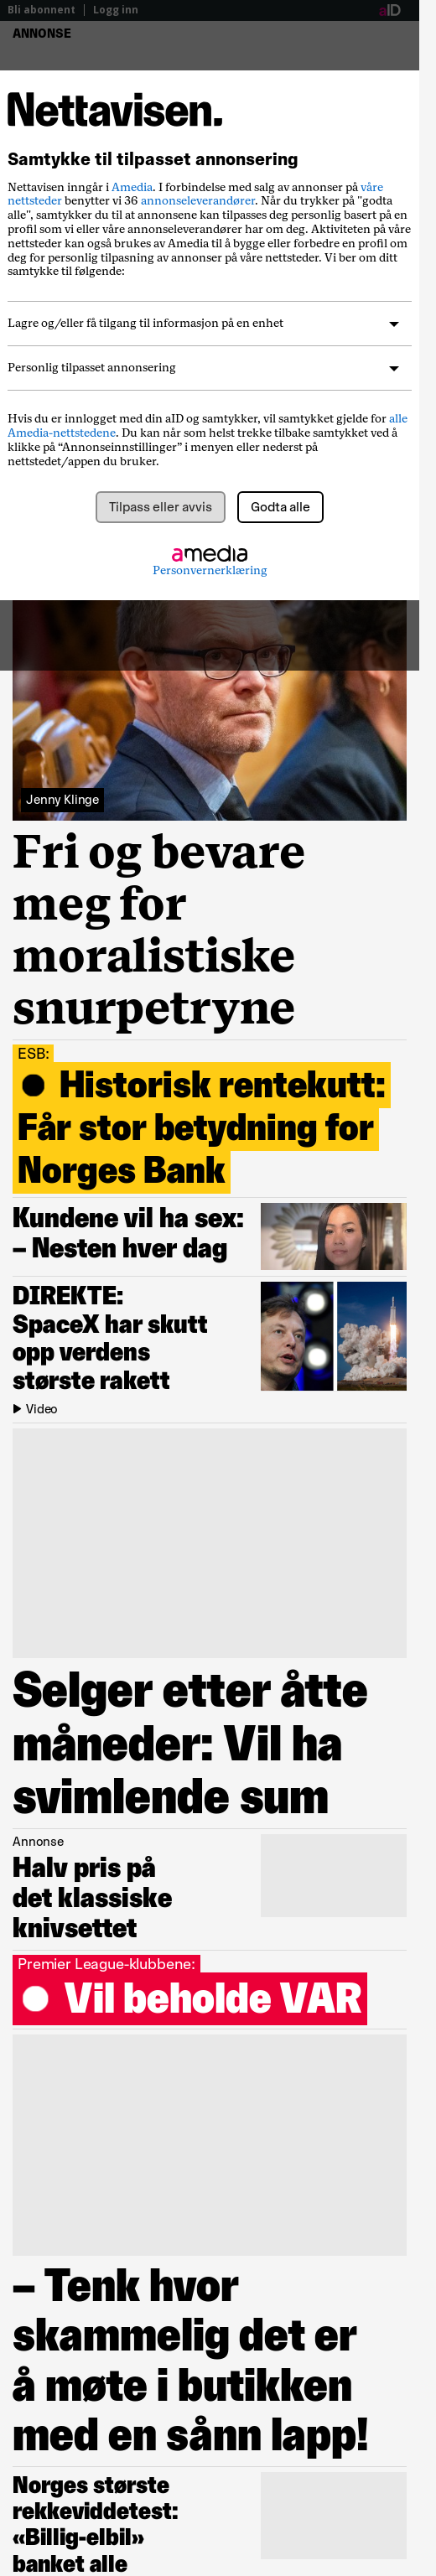 Bli abonnent
Logg inn
aID
ANNONSE
Nettavisen.
Samtykke til tilpasset annonsering
Nettavisen inngår i Amedia. I forbindelse med salg av annonser på våre
nettsteder benytter vi 36 annonseleverandører. Når du trykker på "godta
alle", samtykker du til at annonsene kan tilpasses deg personlig basert på en
profil som vi eller våre annonseleverandører har om deg. Aktiviteten på våre
nettsteder kan også brukes av Amedia til å bygge eller forbedre en profil om
deg for personlig tilpasning av annonser på våre nettsteder. Vi ber om ditt
samtykke til følgende:
Lagre og/eller få tilgang til informasjon på en enhet
Personlig tilpasset annonsering
Hvis du er innlogget med din aID og samtykker, vil samtykket gjelde for alle
Amedia-nettstedene. Du kan når som helst trekke tilbake samtykket ved å
klikke på “Annonseinnstillinger” i menyen eller nederst på
nettstedet/appen du bruker.
Tilpass eller avvis
Godta alle
amedia
Personvernerklæring
Jenny Klinge
Fri og bevare
meg for
moralistiske
snurpetryne
ESB:
Historisk rentekutt:
Får stor betydning for
Norges Bank
Kundene vil ha sex:
– Nesten hver dag
DIREKTE:
SpaceX har skutt
opp verdens
største rakett
Video
Selger etter åtte
måneder: Vil ha
svimlende sum
Annonse
Halv pris på
det klassiske
knivsettet
Premier League-klubbene:
Vil beholde VAR
– Tenk hvor
skammelig det er
å møte i butikken
med en sånn lapp!
Norges største
rekkeviddetest:
«Billig-elbil»
banket alle